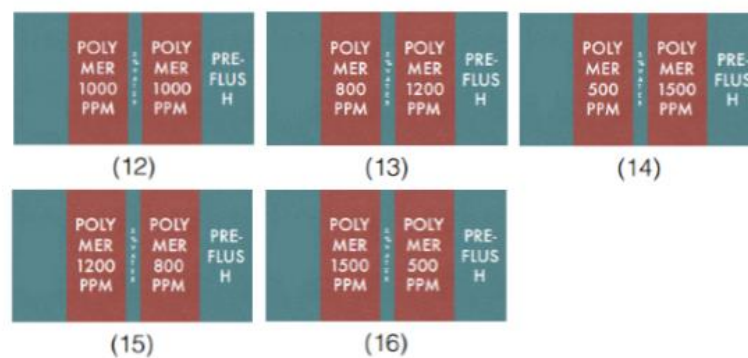 POLY
MER
1000
PPM
POLY
MER
1000
PPM
PRE-
FLUS
H
(12)
POLY
MER
800
PPM
POLY
MER
1200
PPM
PRE-
FLUS
H
(13)
POLY
MER
500
PPM
POLY
MER
1500
PPM
PRE-
FLUS
H
(14)
POLY
MER
1200
PPM
POLY
MER
800
PPM
PRE-
FLUS
H
(15)
POLY
MER
1500
PPM
POLY
MER
500
PPM
PRE-
FLUS
H
(16)